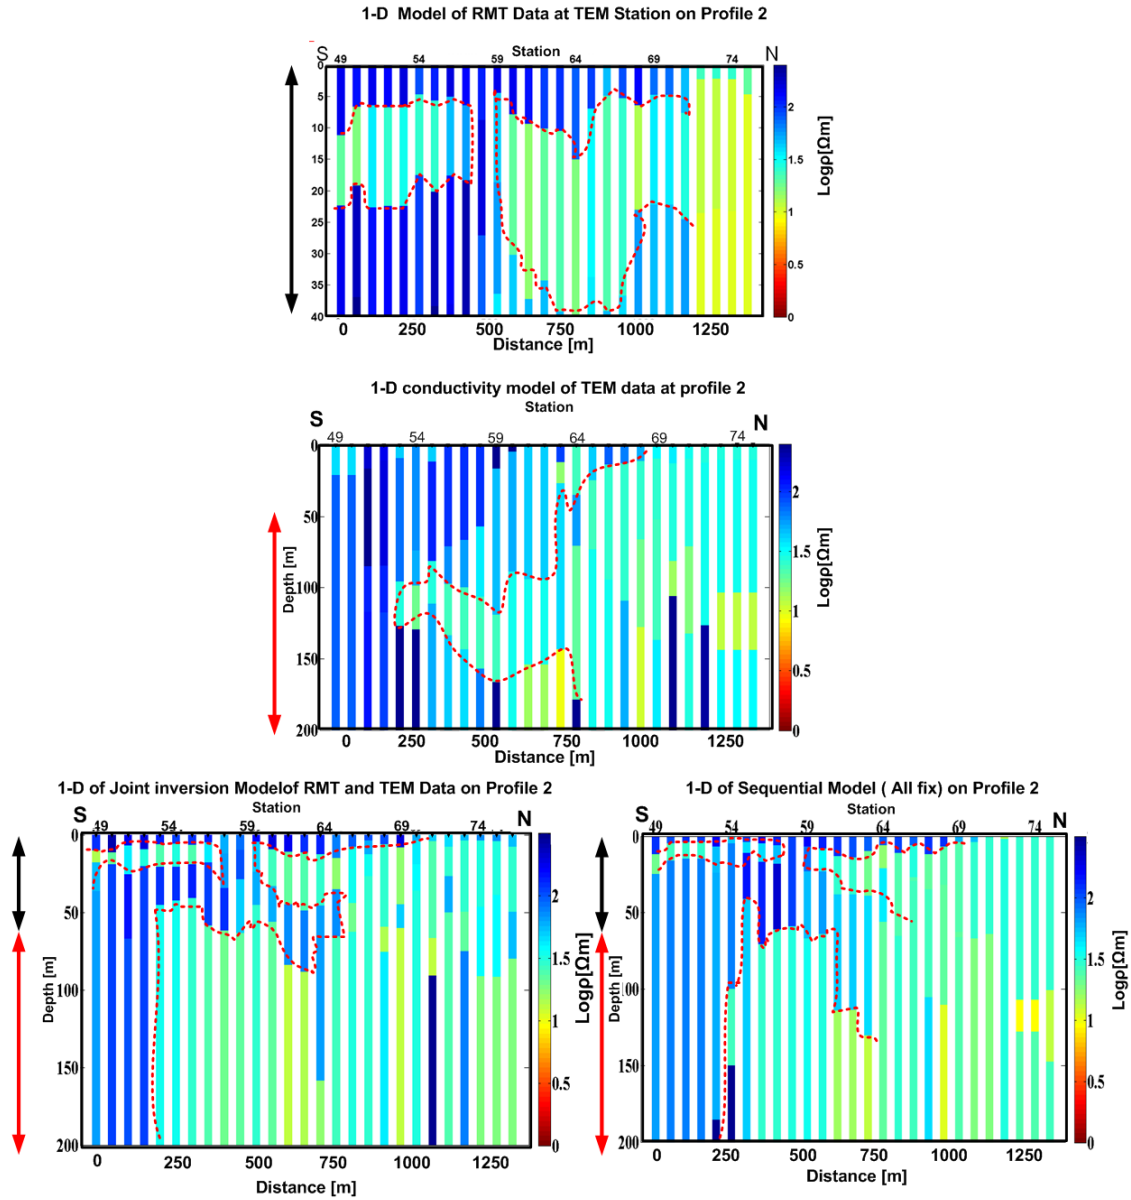 1-D Model of RMT Data at TEM Station on Profile 2
Station
S 49 54 59 64 69 74 N
0
5
10
15
20
25
30
35
40
0 250 500 750 1000 1250
Distance [m]
2
1.5
1
0.5
0
Logρ[Ωm]
1-D conductivity model of TEM data at profile 2
Station
S N
49 54 59 64 69 74
0
50
100
150
200
Depth [m]
0 250 500 750 1000 1250
Distance [m]
2
1.5
1
0.5
0
Logρ[Ωm]
1-D of Joint inversion Modelof RMT and TEM Data on Profile 2
Station
S N
49 54 59 64 69 74
0
50
100
150
200
Depth [m]
0 250 500 750 1000 1250
Distance [m]
2
1.5
1
0.5
0
Logρ[Ωm]
1-D of Sequential Model ( All fix) on Profile 2
Station
S N
49 54 59 64 69 74
0
50
100
150
200
Depth [m]
0 250 500 750 1000 1250
Distance [m]
2
1.5
1
0.5
0
Logρ[Ωm]